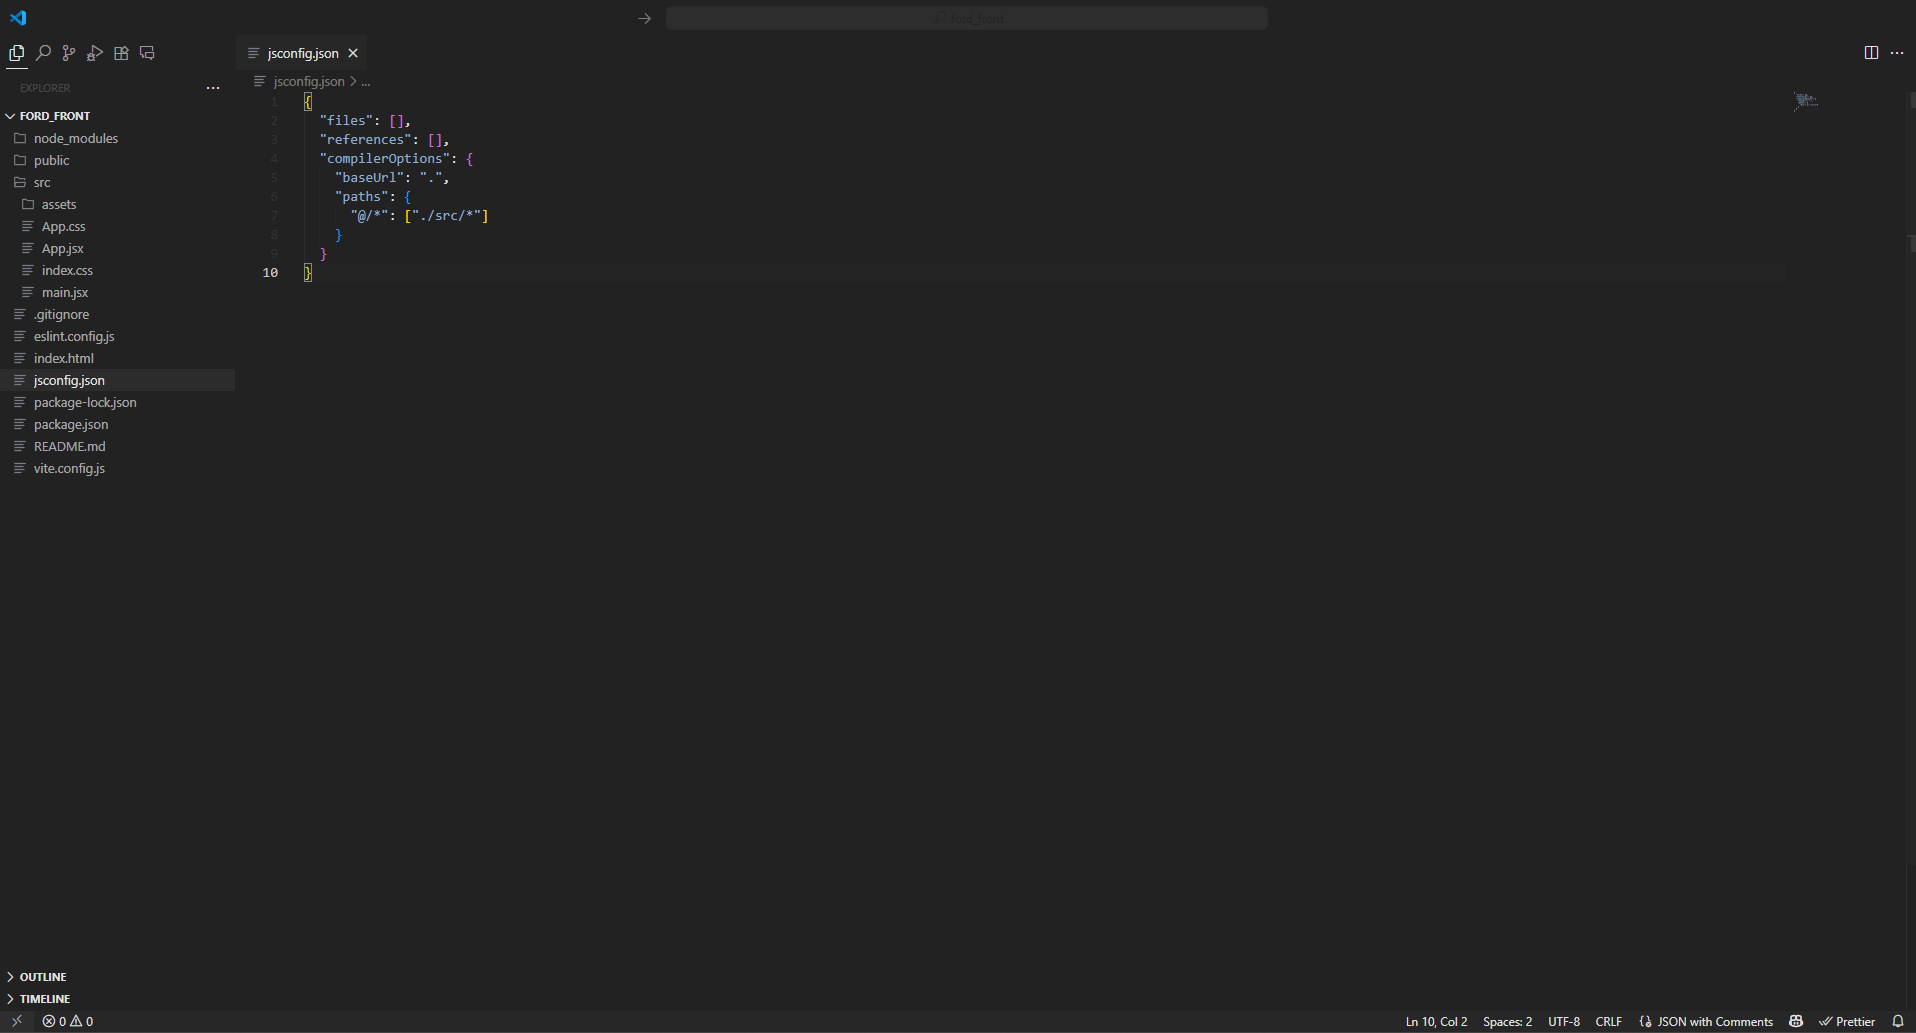 ford_front
jsconfig.json
EXPLORER
jsconfig.json > ...
FORD_FRONT
node_modules
public
src
assets
App.css
App.jsx
index.css
main.jsx
.gitignore
eslint.config.js
index.html
jsconfig.json
package-lock.json
package.json
README.md
vite.config.js
1 {
2 "files": [],
3 "references": [],
4 "compilerOptions": {
5 "baseUrl": ".",
6 "paths": {
7 "@/*": ["./src/*"]
8 }
9 }
10 }
OUTLINE
TIMELINE
0 0 Ln 10, Col 2 Spaces: 2 UTF-8 CRLF {} JSON with Comments Prettier